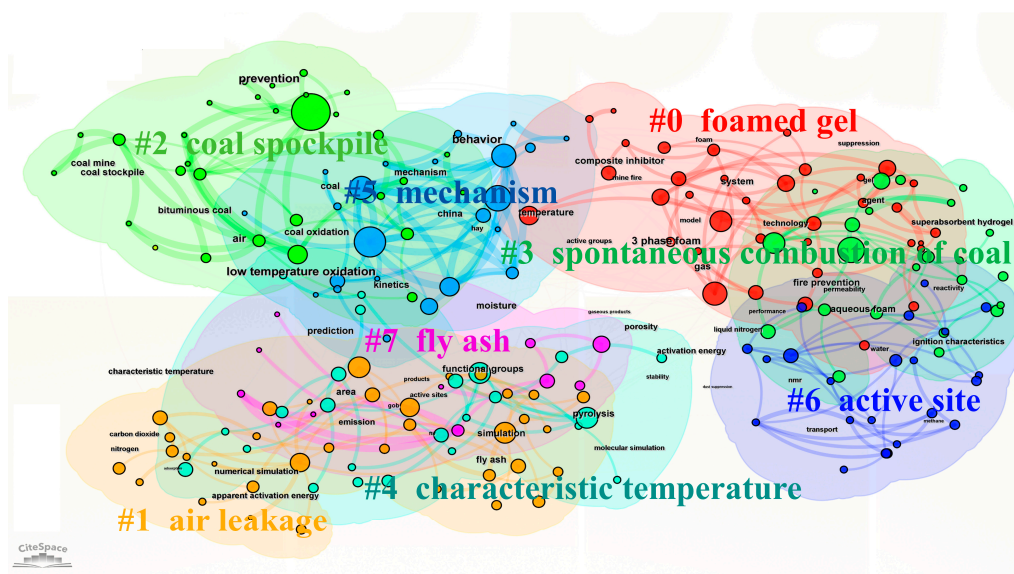 prevention
#0 foamed gel
foam
suppression
#2 coal spockpile
behavior
composite inhibitor
coal mine
coal stockpile
mechanism
mine fire
system
gel
coal
#5 mechanism
agent
bituminous coal
china
temperature
model
technology
superabsorbent hydrogel
hay
coal oxidation
air
active groups
3 phase foam
#3 spontaneous combustion of coal
gas
low temperature oxidation
kinetics
fire prevention
permeability
reactivity
moisture
gaseous products
performance
aqueous foam
prediction
porosity
liquid nitrogen
#7 fly ash
ignition characteristics
activation energy
water
characteristic temperature
functional groups
stability
products
nmr
dust suppression
area
active sites
#6 active site
gob
pyrolysis
methane
emission
transport
carbon dioxide
simulation
nitrogen
molecular simulation
fly ash
adsorption
numerical simulation
#4 characteristic temperature
apparent activation energy
#1 air leakage
CiteSpace